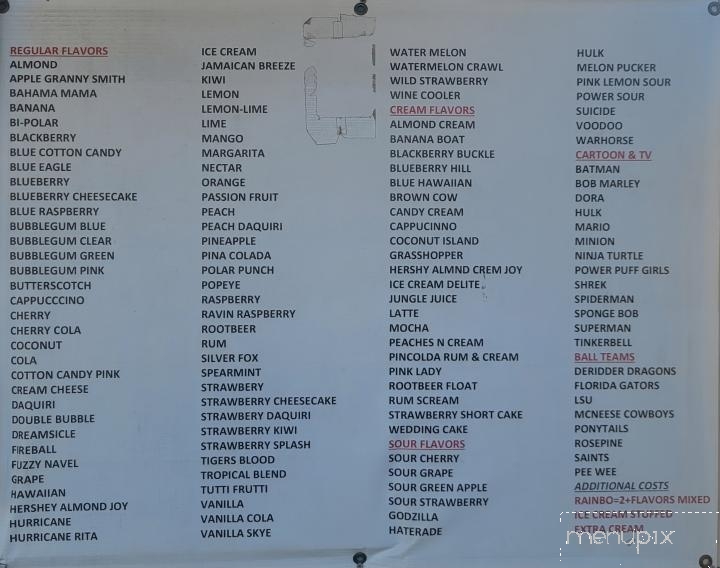 REGULAR FLAVORS
ALMOND
APPLE GRANNY SMITH
BAHAMA MAMA
BANANA
BI-POLAR
BLACKBERRY
BLUE COTTON CANDY
BLUE EAGLE
BLUEBERRY
BLUEBERRY CHEESECAKE
BLUE RASPBERRY
BUBBLEGUM BLUE
BUBBLEGUM CLEAR
BUBBLEGUM GREEN
BUBBLEGUM PINK
BUTTERSCOTCH
CAPPUCCCINO
CHERRY
CHERRY COLA
COCONUT
COLA
COTTON CANDY PINK
CREAM CHEESE
DAQUIRI
DOUBLE BUBBLE
DREAMSICLE
FIREBALL
FUZZY NAVEL
GRAPE
HAWAIIAN
HERSHEY ALMOND JOY
HURRICANE
HURRICANE RITA
ICE CREAM
JAMAICAN BREEZE
KIWI
LEMON
LEMON-LIME
LIME
MANGO
MARGARITA
NECTAR
ORANGE
PASSION FRUIT
PEACH
PEACH DAQUIRI
PINEAPPLE
PINA COLADA
POLAR PUNCH
POPEYE
RASPBERRY
RAVIN RASPBERRY
ROOTBEER
RUM
SILVER FOX
SPEARMINT
STRAWBERY
STRAWBERRY CHEESECAKE
STRAWBERRY DAQUIRI
STRAWBERRY KIWI
STRAWBERRY SPLASH
TIGERS BLOOD
TROPICAL BLEND
TUTTI FRUTTI
VANILLA
VANILLA COLA
VANILLA SKYE
WATER MELON
WATERMELON CRAWL
WILD STRAWBERRY
WINE COOLER
CREAM FLAVORS
ALMOND CREAM
BANANA BOAT
BLACKBERRY BUCKLE
BLUEBERRY HILL
BLUE HAWAIIAN
BROWN COW
CANDY CREAM
CAPPUCINNO
COCONUT ISLAND
GRASSHOPPER
HERSHY ALMND CREM JOY
ICE CREAM DELITE
JUNGLE JUICE
LATTE
MOCHA
PEACHES N CREAM
PINCOLDA RUM & CREAM
PINK LADY
ROOTBEER FLOAT
RUM SCREAM
STRAWBERRY SHORT CAKE
WEDDING CAKE
SOUR FLAVORS
SOUR CHERRY
SOUR GRAPE
SOUR GREEN APPLE
SOUR STRAWBERRY
GODZILLA
HATERADE
HULK
MELON PUCKER
PINK LEMON SOUR
POWER SOUR
SUICIDE
VOODOO
WARHORSE
CARTOON & TV
BATMAN
BOB MARLEY
DORA
HULK
MARIO
MINION
NINJA TURTLE
POWER PUFF GIRLS
SHREK
SPIDERMAN
SPONGE BOB
SUPERMAN
TINKERBELL
BALL TEAMS
DERIDDER DRAGONS
FLORIDA GATORS
LSU
MCNEESE COWBOYS
PONYTAILS
ROSEPINE
SAINTS
PEE WEE
ADDITIONAL COSTS
RAINBO=2+FLAVORS MIXED
ICE CREAM STUFFED
EXTRA CREAM
menupix